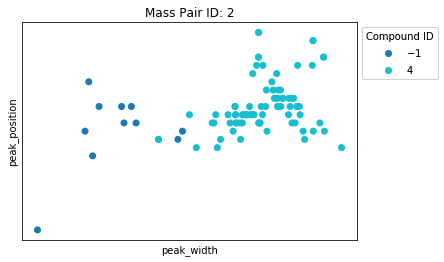 Mass Pair ID: 2
Compound ID
−1
4
peak_position
peak_width